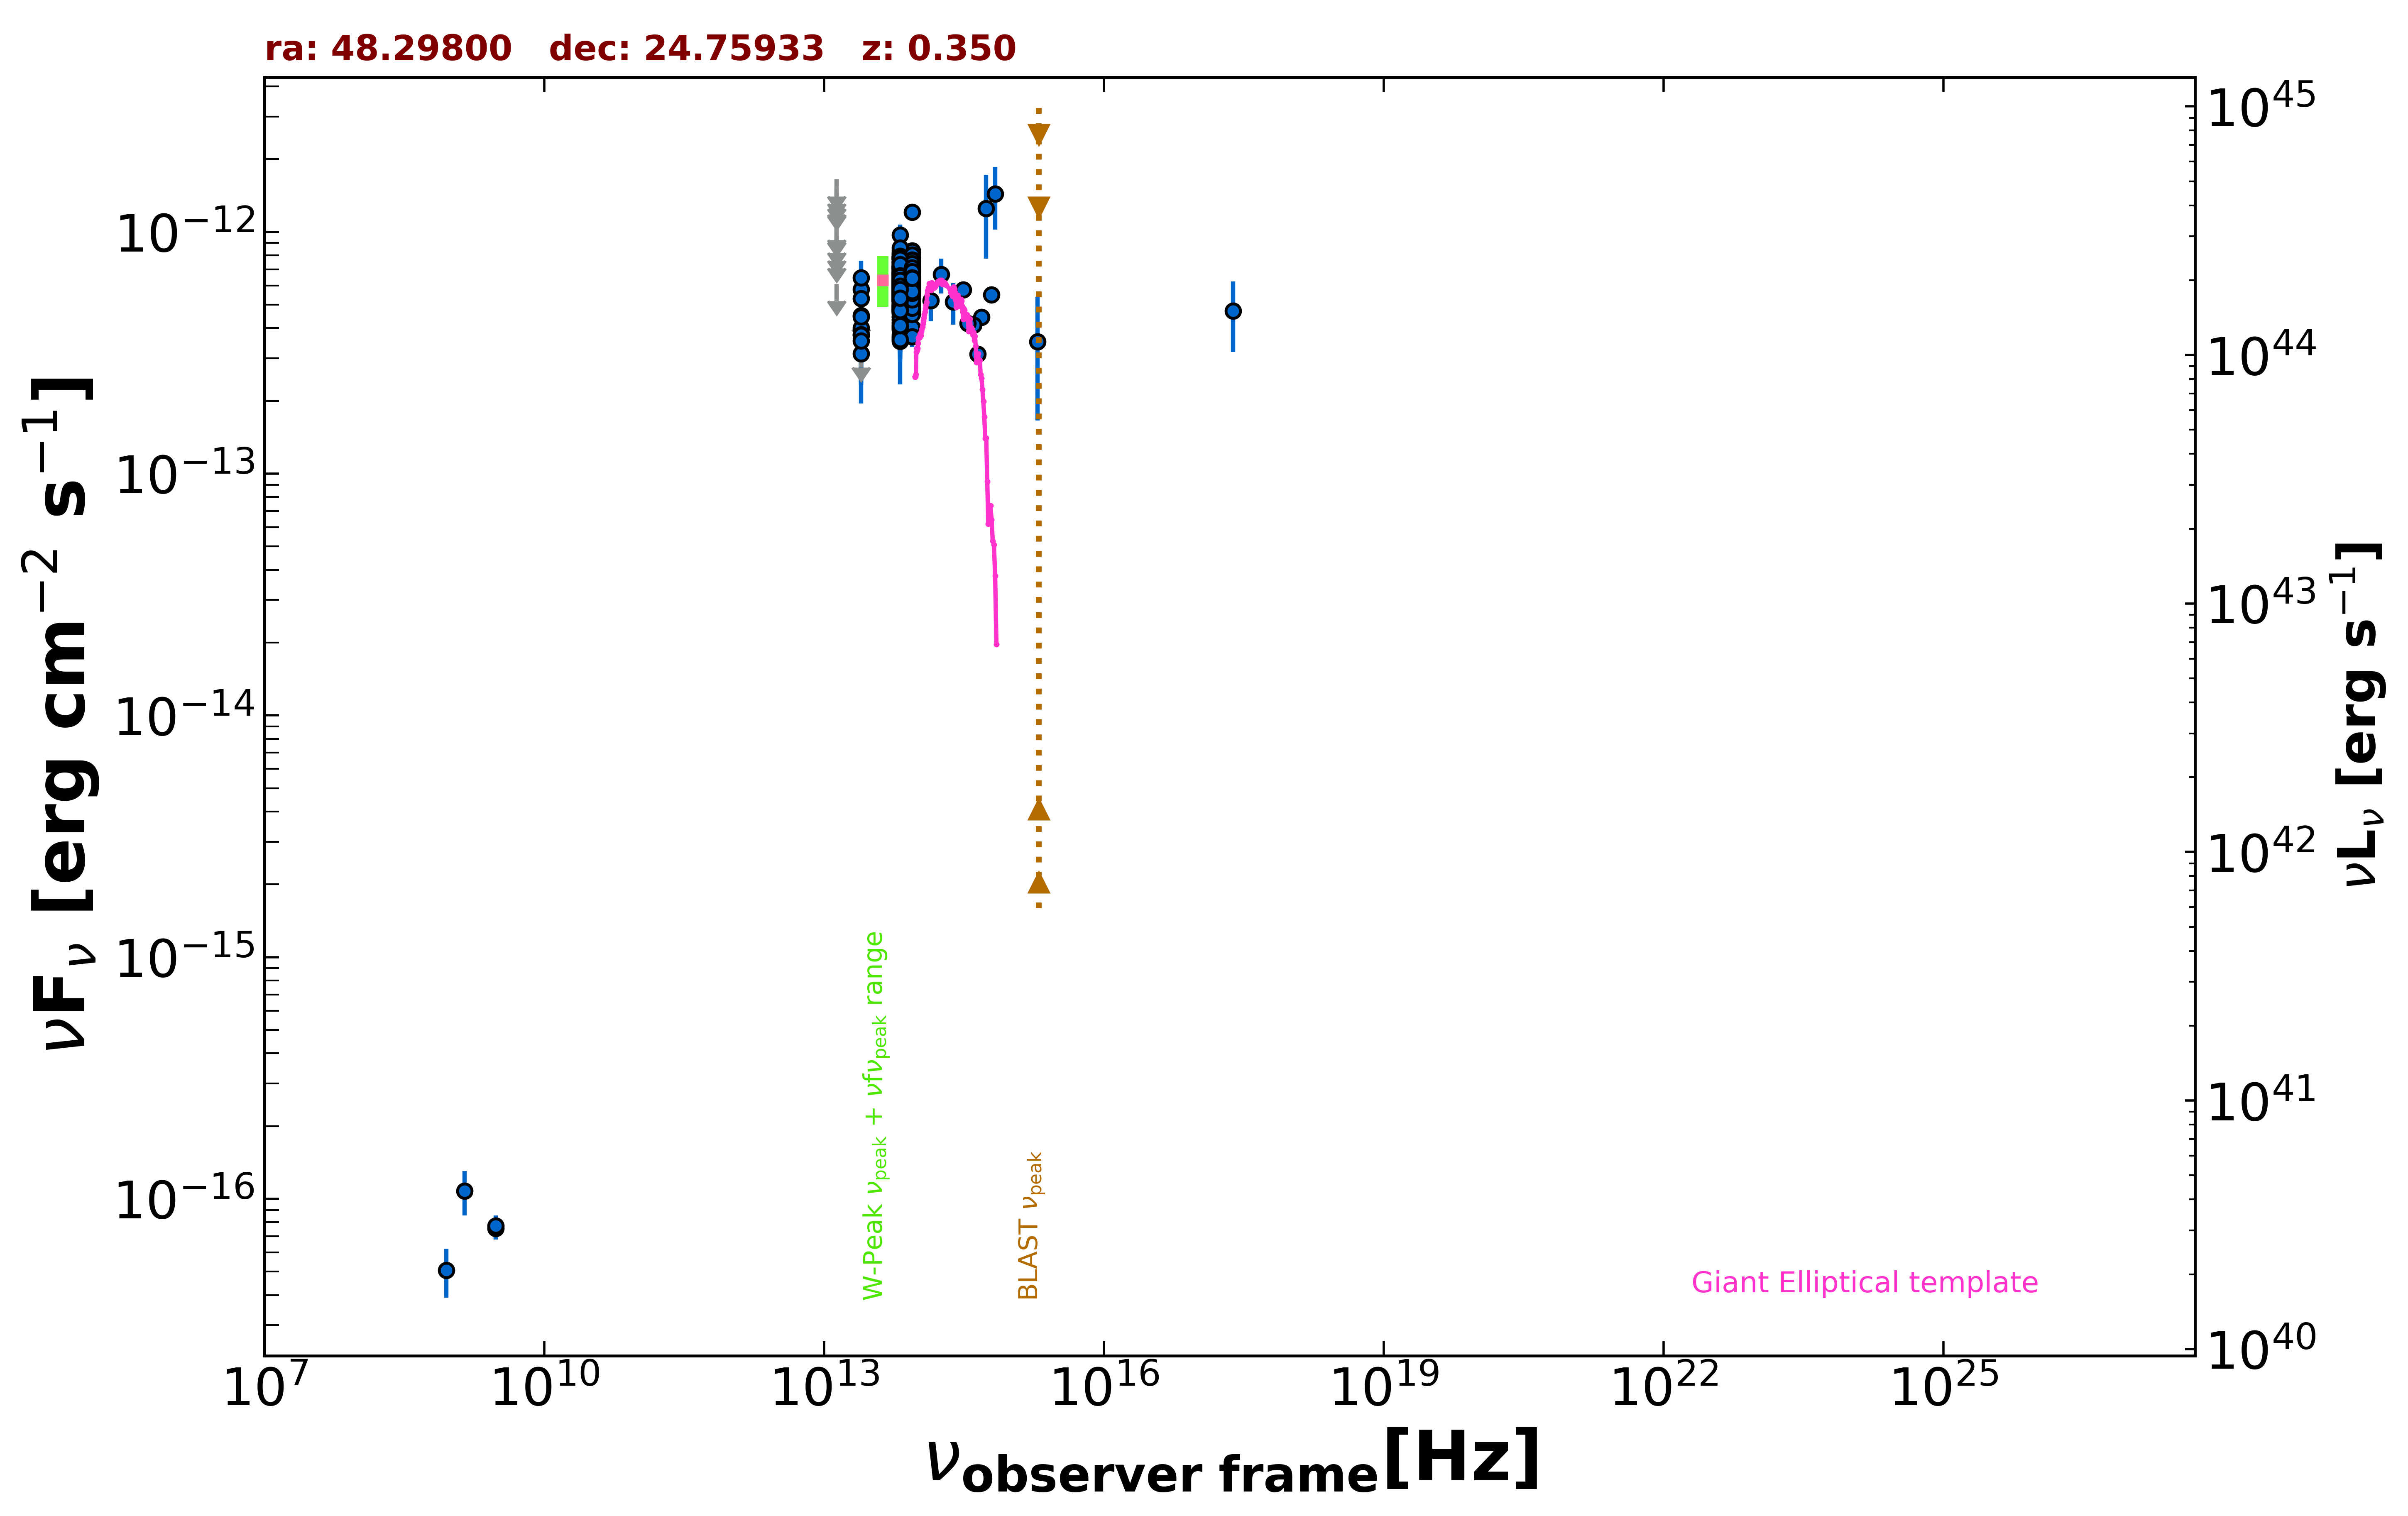 ra: 48.29800   dec: 24.75933   z: 0.350
10^45
10^−12
10^44
10^−13
10^43
10^−14
10^42
10^−15
10^41
10^−16
10^40
νF_ν [erg cm^−2 s^−1]
νL_ν [erg s^−1]
W-Peak ν_peak + νfν_peak range
BLAST ν_peak
Giant Elliptical template
10^7 10^10 10^13 10^16 10^19 10^22 10^25
ν_observer frame[Hz]